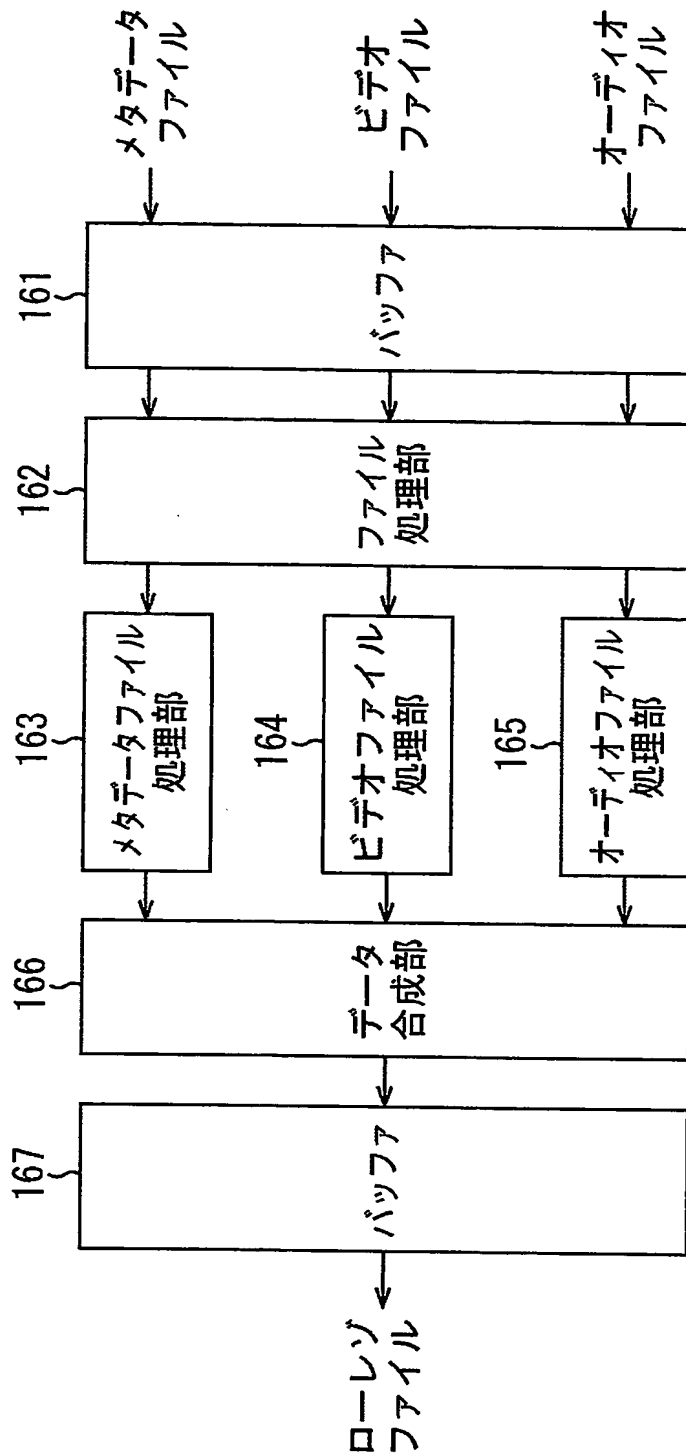 メタデータ
ファイル
ビデオ
ファイル
オーディオ
ファイル
161
バッファ
162
ファイル
処理部
163
メタデータファイル
処理部
164
ビデオファイル
処理部
165
オーディオファイル
処理部
166
データ
合成部
167
バッファ
ローレゾ
ファイル